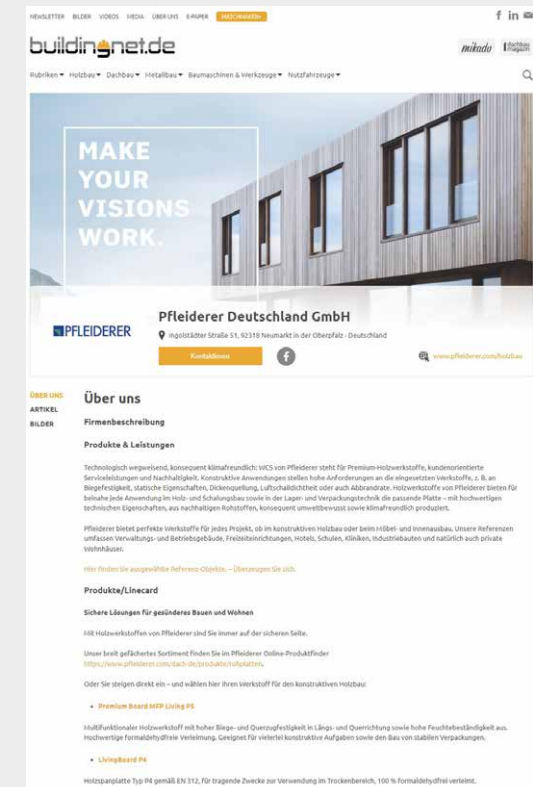 NEWSLETTER BILDER VIDEOS MEDIA ÜBER UNS E-PAPER MATCHMAKER+
buildingnet.de
mikado dachbau magazin
Rubriken Holzbau Dachbau Metallbau Baumaschinen & Werkzeuge Nutzfahrzeuge
MAKE
YOUR
VISIONS
WORK.
PFLEIDERER
Pfleiderer Deutschland GmbH
Ingolstädter Straße 51, 92318 Neumarkt in der Oberpfalz - Deutschland
Kontaktieren
www.pfleiderer.com/holzbau
ÜBER UNS
ARTIKEL
BILDER
Über uns
Firmenbeschreibung
Produkte & Leistungen
Technologisch wegweisend, konsequent klimafreundlich: WCS von Pfleiderer steht für Premium-Holzwerkstoffe, kundenorientierte
Serviceleistungen und Nachhaltigkeit. Konstruktive Anwendungen stellen hohe Anforderungen an die eingesetzten Werkstoffe, z. B. an
Biegefestigkeit, statische Eigenschaften, Dickenquellung, Luftschalldichtheit oder auch Abbrandrate. Holzwerkstoffe von Pfleiderer bieten für
beinahe jede Anwendung im Holz- und Schalungsbau sowie in der Lager- und Verpackungstechnik die passende Platte – mit hochwertigen
technischen Eigenschaften, aus nachhaltigen Rohstoffen, konsequent umweltbewusst sowie klimafreundlich produziert.
Pfleiderer bietet perfekte Werkstoffe für jedes Projekt, ob im konstruktiven Holzbau oder beim Möbel- und Innenausbau. Unsere Referenzen
umfassen Verwaltungs- und Betriebsgebäude, Freizeiteinrichtungen, Hotels, Schulen, Kliniken, Industriebauten und natürlich auch private
Wohnhäuser.
Hier finden Sie ausgewählte Referenz-Objekte. – Überzeugen Sie sich.
Produkte/Linecard
Sichere Lösungen für gesünderes Bauen und Wohnen
Mit Holzwerkstoffen von Pfleiderer sind Sie immer auf der sicheren Seite.
Unser breit gefächertes Sortiment finden Sie im Pfleiderer Online-Produktfinder
https://www.pfleiderer.com/dach-de/produkte/rohplatten.
Oder Sie steigen direkt ein – und wählen hier Ihren Werkstoff für den konstruktiven Holzbau:
• Premium Board MFP Living P5
Multifunktionaler Holzwerkstoff mit hoher Biege- und Querzugfestigkeit in Längs- und Querrichtung sowie hohe Feuchtebeständigkeit aus.
Hochwertige formaldehydfreie Verleimung. Geeignet für vielerlei konstruktive Aufgaben sowie den Bau von stabilen Verpackungen.
• LivingBoard P4
Holzspanplatte Typ P4 gemäß EN 312, für tragende Zwecke zur Verwendung im Trockenbereich, 100 % formaldehydfrei verleimt.